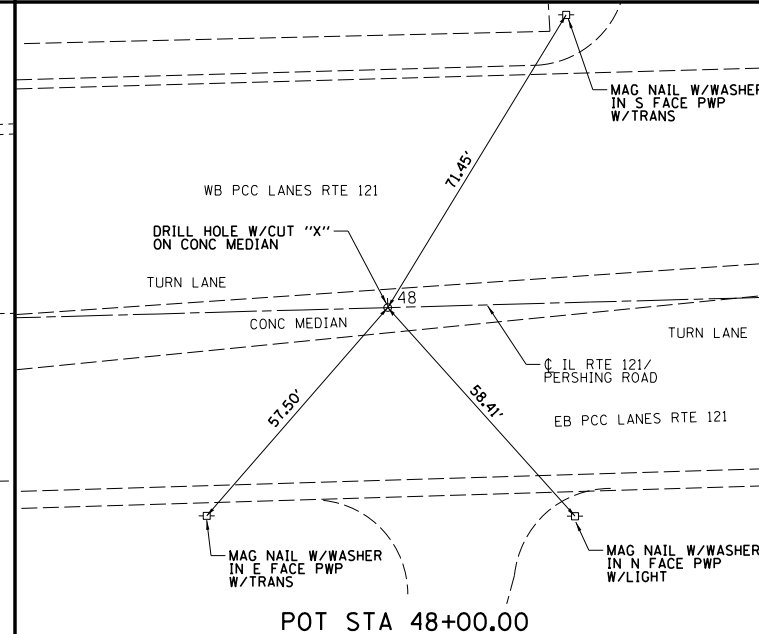 MAG NAIL W/WASHER
IN S FACE PWP
W/TRANS
71.45'
WB PCC LANES RTE 121
DRILL HOLE W/CUT "X"
ON CONC MEDIAN
TURN LANE
48
CONC MEDIAN
TURN LANE
℄ IL RTE 121/
PERSHING ROAD
57.50'
58.41'
EB PCC LANES RTE 121
MAG NAIL W/WASHER
IN E FACE PWP
W/TRANS
MAG NAIL W/WASHER
IN N FACE PWP
W/LIGHT
POT STA 48+00.00